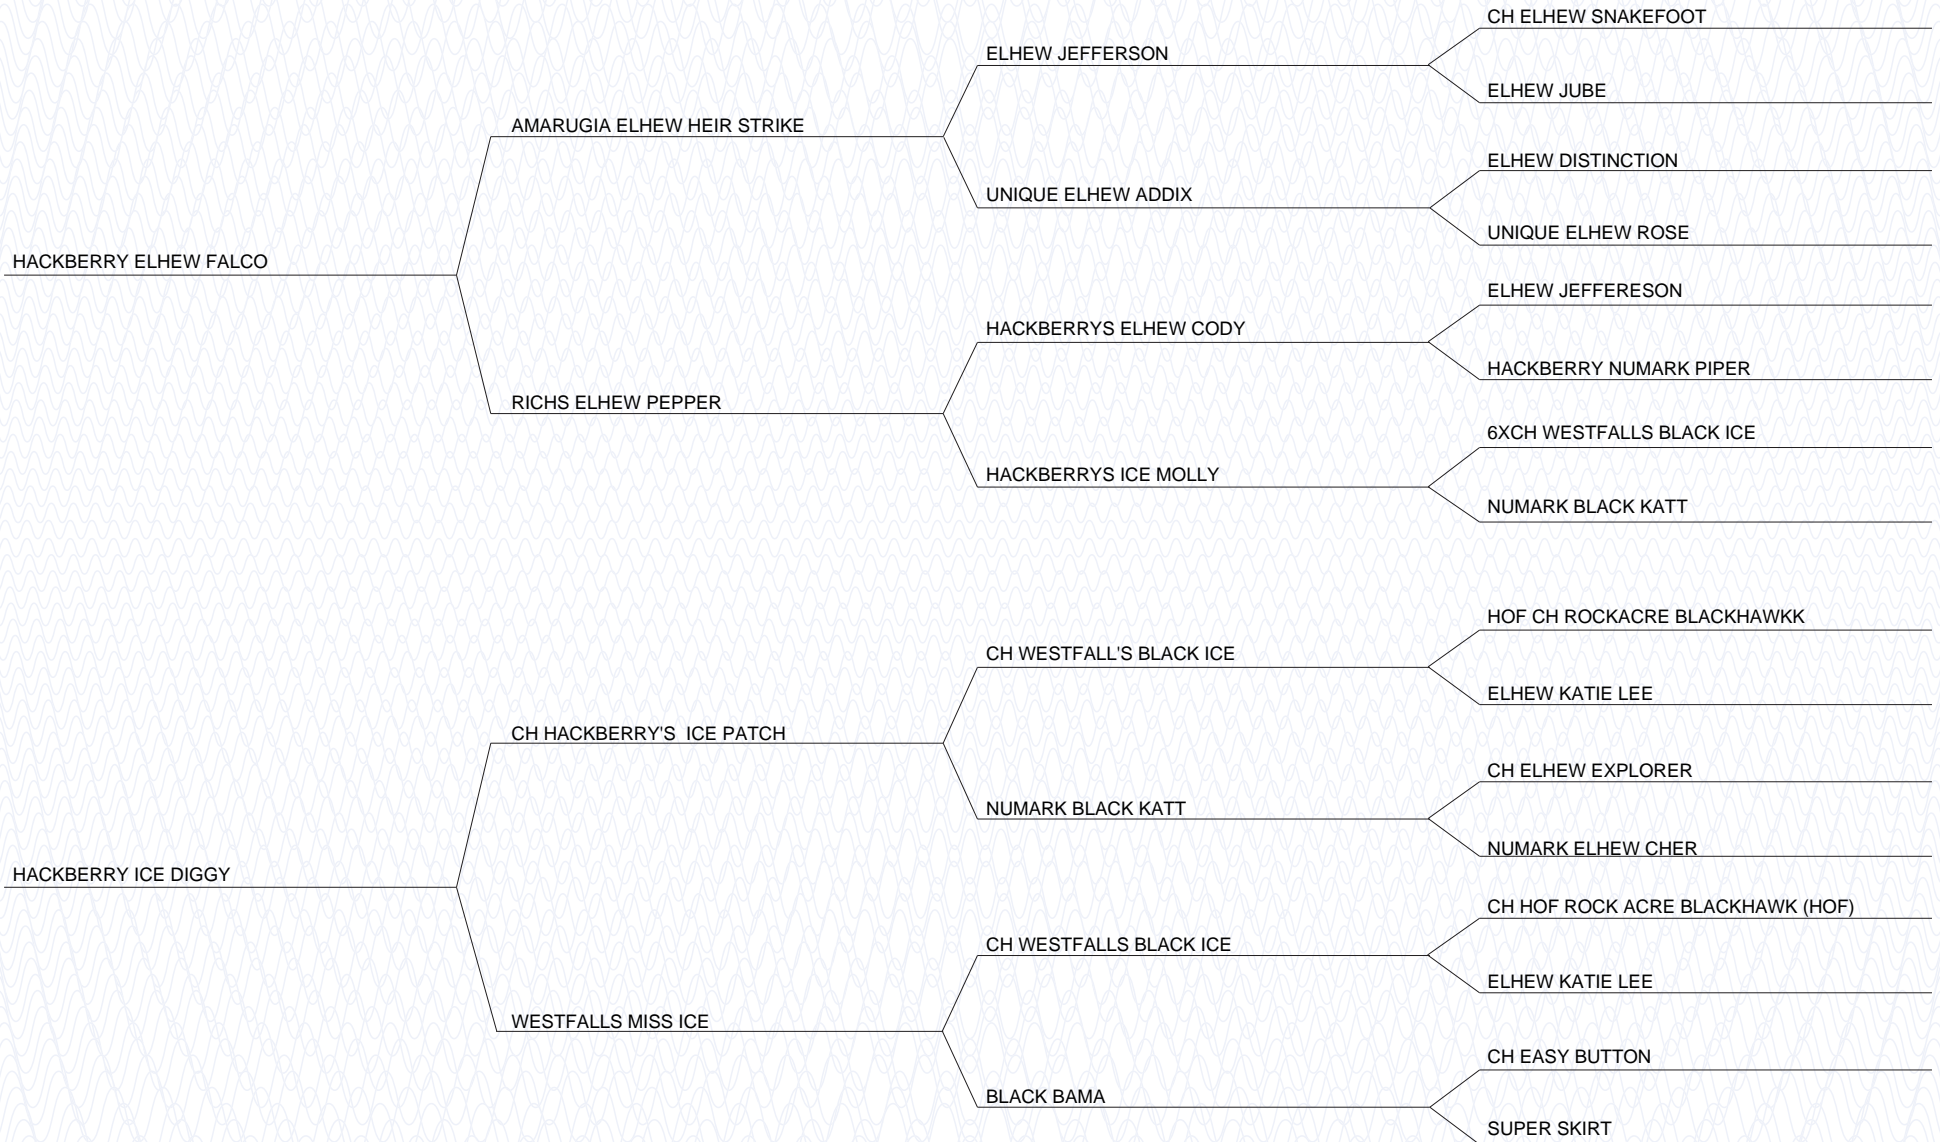 CH ELHEW SNAKEFOOT
ELHEW JEFFERSON
ELHEW JUBE
AMARUGIA ELHEW HEIR STRIKE
ELHEW DISTINCTION
UNIQUE ELHEW ADDIX
UNIQUE ELHEW ROSE
HACKBERRY ELHEW FALCO
ELHEW JEFFERESON
HACKBERRYS ELHEW CODY
HACKBERRY NUMARK PIPER
RICHS ELHEW PEPPER
6XCH WESTFALLS BLACK ICE
HACKBERRYS ICE MOLLY
NUMARK BLACK KATT
HOF CH ROCKACRE BLACKHAWKK
CH WESTFALL'S BLACK ICE
ELHEW KATIE LEE
CH HACKBERRY'S  ICE PATCH
CH ELHEW EXPLORER
NUMARK BLACK KATT
NUMARK ELHEW CHER
HACKBERRY ICE DIGGY
CH HOF ROCK ACRE BLACKHAWK (HOF)
CH WESTFALLS BLACK ICE
ELHEW KATIE LEE
WESTFALLS MISS ICE
CH EASY BUTTON
BLACK BAMA
SUPER SKIRT